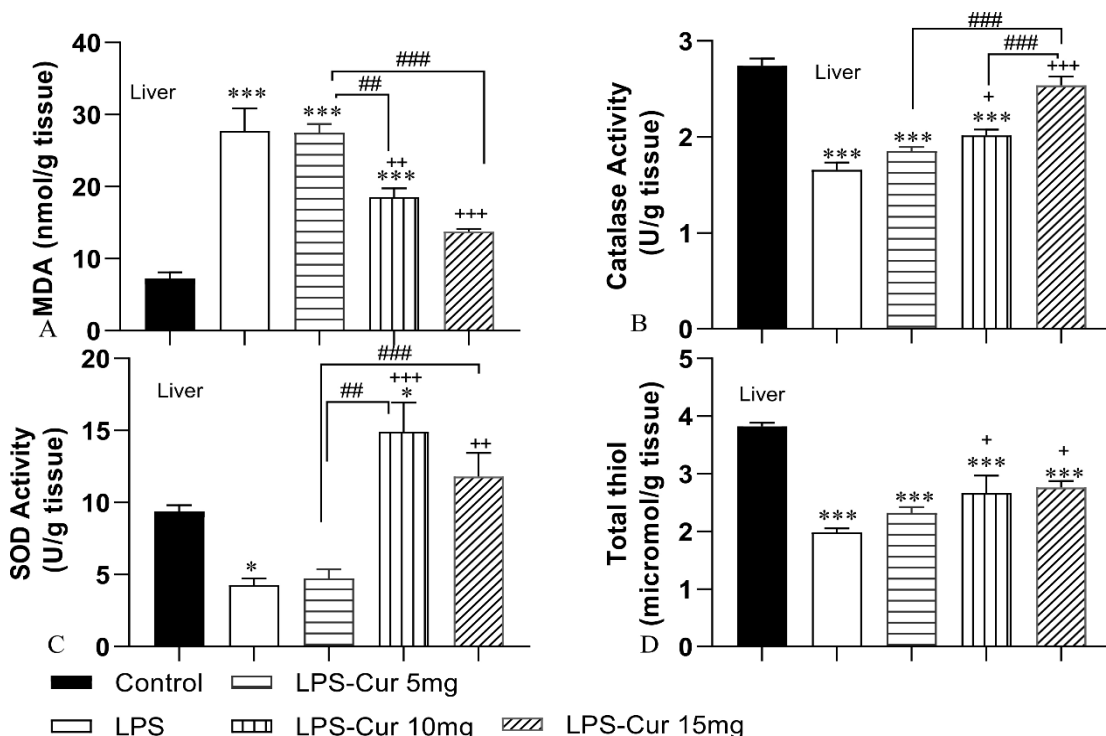 40
30
20
10
0
MDA (nmol/g tissue)
Liver
***
***
++
***
+++
##
###
A
3
2
1
0
Catalase Activity
(U/g tissue)
Liver
***
***
+
***
+++
###
###
B
20
15
10
5
0
SOD Activity
(U/g tissue)
Liver
*
+++
*
++
##
###
C
5
4
3
2
1
0
Total thiol
(micromol/g tissue)
Liver
***
***
+
***
+
***
D
Control
LPS-Cur 5mg
LPS
LPS-Cur 10mg
LPS-Cur 15mg